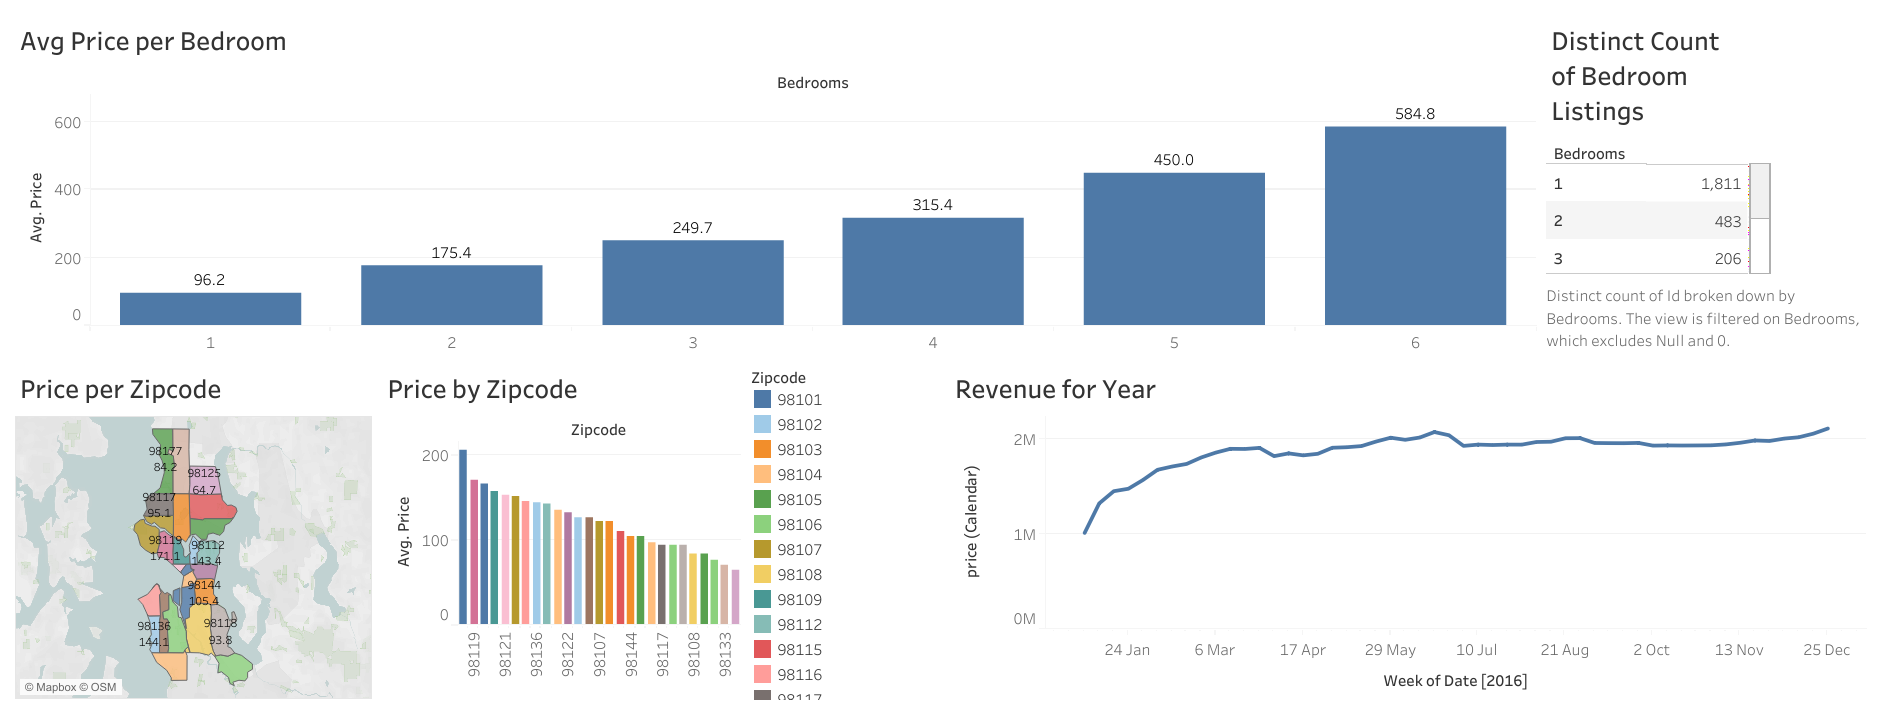 Avg Price per Bedroom
Bedrooms
Avg. Price
600
400
200
0
96.2
175.4
249.7
315.4
450.0
584.8
1
2
3
4
5
6
Distinct Count
of Bedroom
Listings
Bedrooms
1 1,811
2 483
3 206
Distinct count of Id broken down by
Bedrooms. The view is filtered on Bedrooms,
which excludes Null and 0.
Price per Zipcode
98177
84.2
98125
64.7
98117
95.1
98119
171.1
98112
143.4
98144
105.4
98136
144.1
98118
93.8
© Mapbox © OSM
Price by Zipcode
Zipcode
Avg. Price
200
100
0
98119
98121
98136
98122
98107
98144
98117
98108
98133
Zipcode
98101
98102
98103
98104
98105
98106
98107
98108
98109
98112
98115
98116
98117
Revenue for Year
price (Calendar)
2M
1M
0M
24 Jan
6 Mar
17 Apr
29 May
10 Jul
21 Aug
2 Oct
13 Nov
25 Dec
Week of Date [2016]